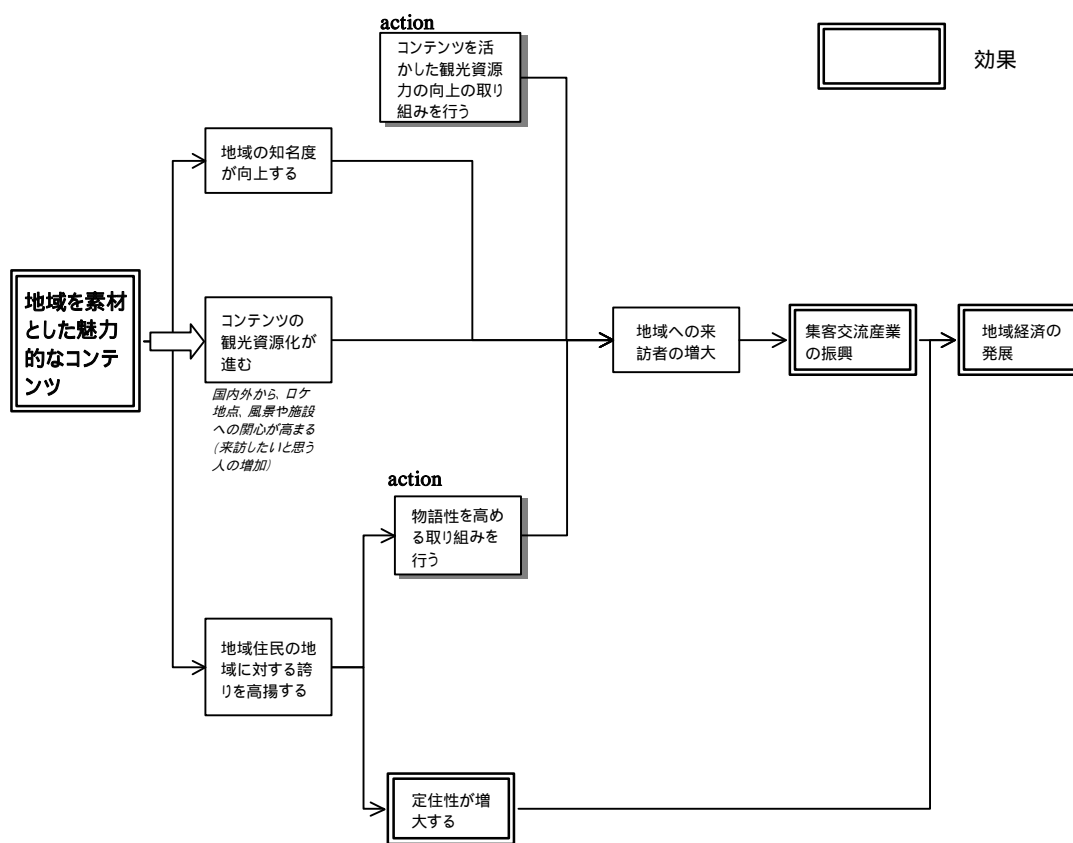 action
コンテンツを活
かした観光資源
力の向上の取り
組みを行う
効果
地域の知名度
が向上する
地域を素材
とした魅力
的なコンテ
ンツ
コンテンツの
観光資源化が
進む
国内外から、ロケ
地点、風景や施設
への関心が高まる
(来訪したいと思う
人の増加)
地域への来
訪者の増大
集客交流産業
の振興
地域経済の
発展
action
物語性を高め
る取り組みを
行う
地域住民の地
域に対する誇
りを高揚する
定住性が増
大する